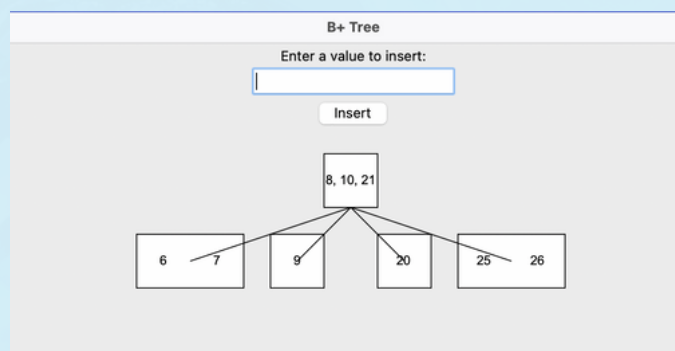 B+ Tree
Enter a value to insert:
Insert
8, 10, 21
6 7 9 20 25 26